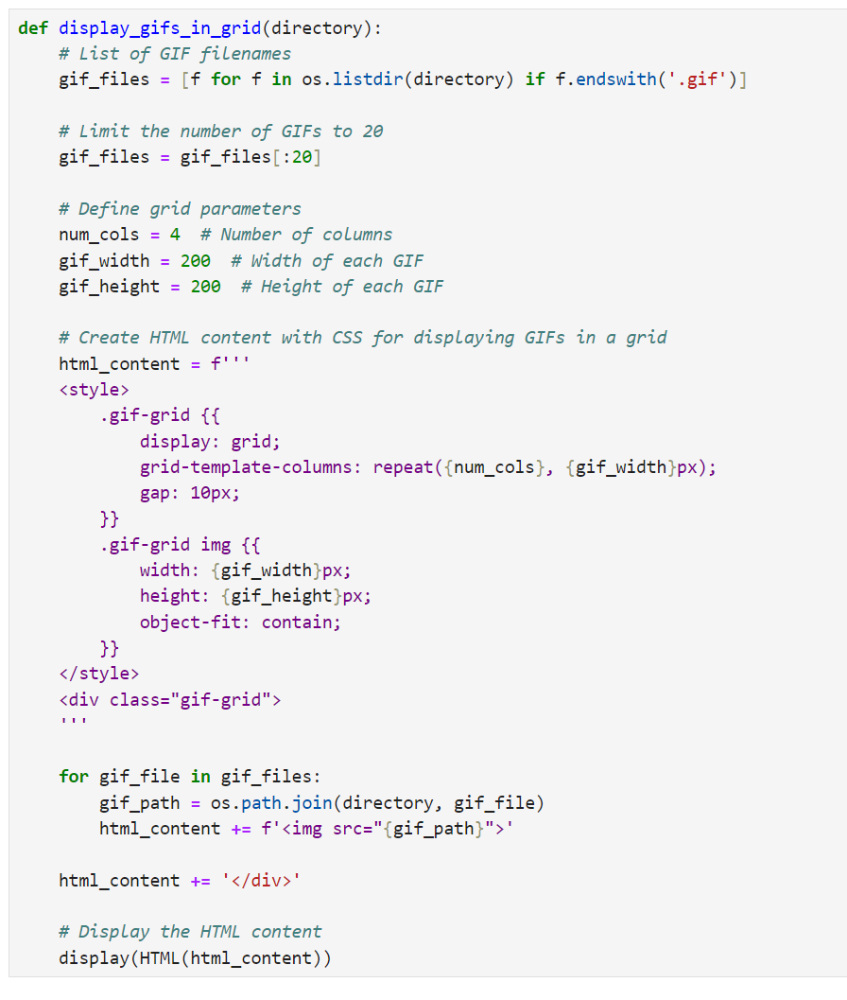 def display_gifs_in_grid(directory):
    # List of GIF filenames
    gif_files = [f for f in os.listdir(directory) if f.endswith('.gif')]

    # Limit the number of GIFs to 20
    gif_files = gif_files[:20]

    # Define grid parameters
    num_cols = 4  # Number of columns
    gif_width = 200  # Width of each GIF
    gif_height = 200  # Height of each GIF

    # Create HTML content with CSS for displaying GIFs in a grid
    html_content = f'''
    <style>
        .gif-grid {{
            display: grid;
            grid-template-columns: repeat({num_cols}, {gif_width}px);
            gap: 10px;
        }}
        .gif-grid img {{
            width: {gif_width}px;
            height: {gif_height}px;
            object-fit: contain;
        }}
    </style>
    <div class="gif-grid">
    '''

    for gif_file in gif_files:
        gif_path = os.path.join(directory, gif_file)
        html_content += f'<img src="{gif_path}">'

    html_content += '</div>'

    # Display the HTML content
    display(HTML(html_content))